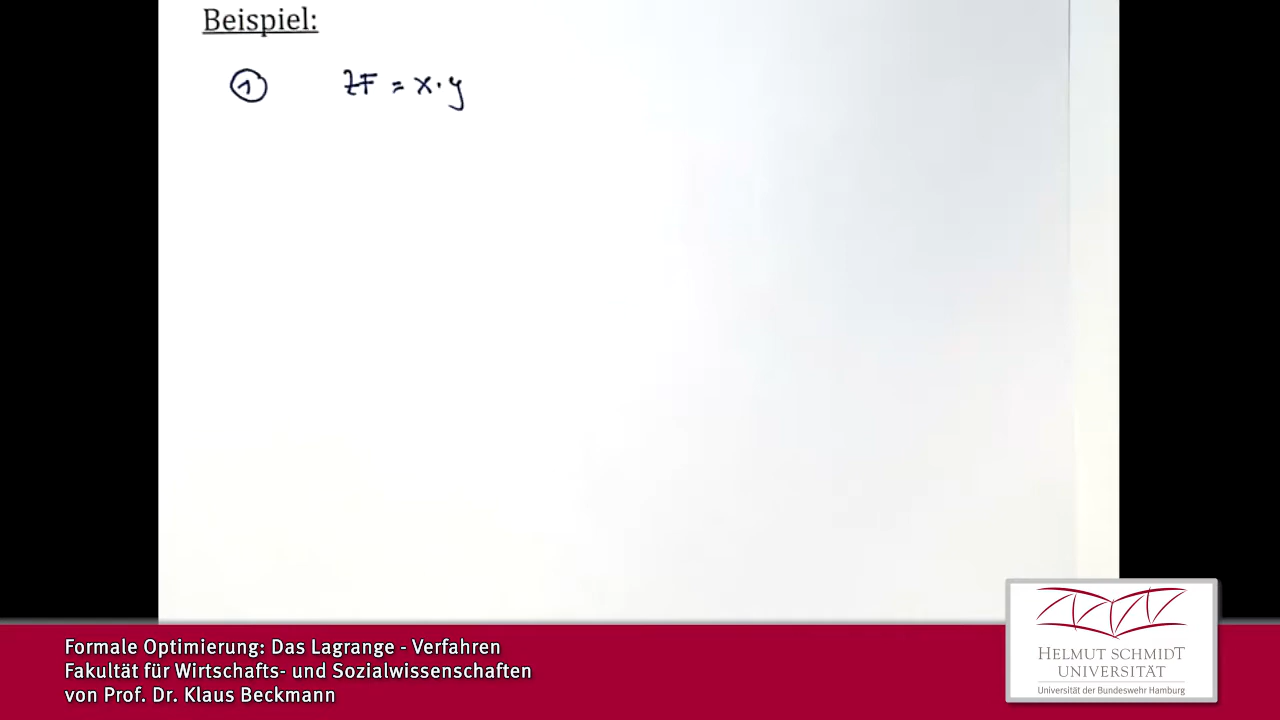 Beispiel:
① ZF = x · y
Formale Optimierung: Das Lagrange - Verfahren
Fakultät für Wirtschafts- und Sozialwissenschaften
von Prof. Dr. Klaus Beckmann
HELMUT SCHMIDT
UNIVERSITÄT
Universität der Bundeswehr Hamburg